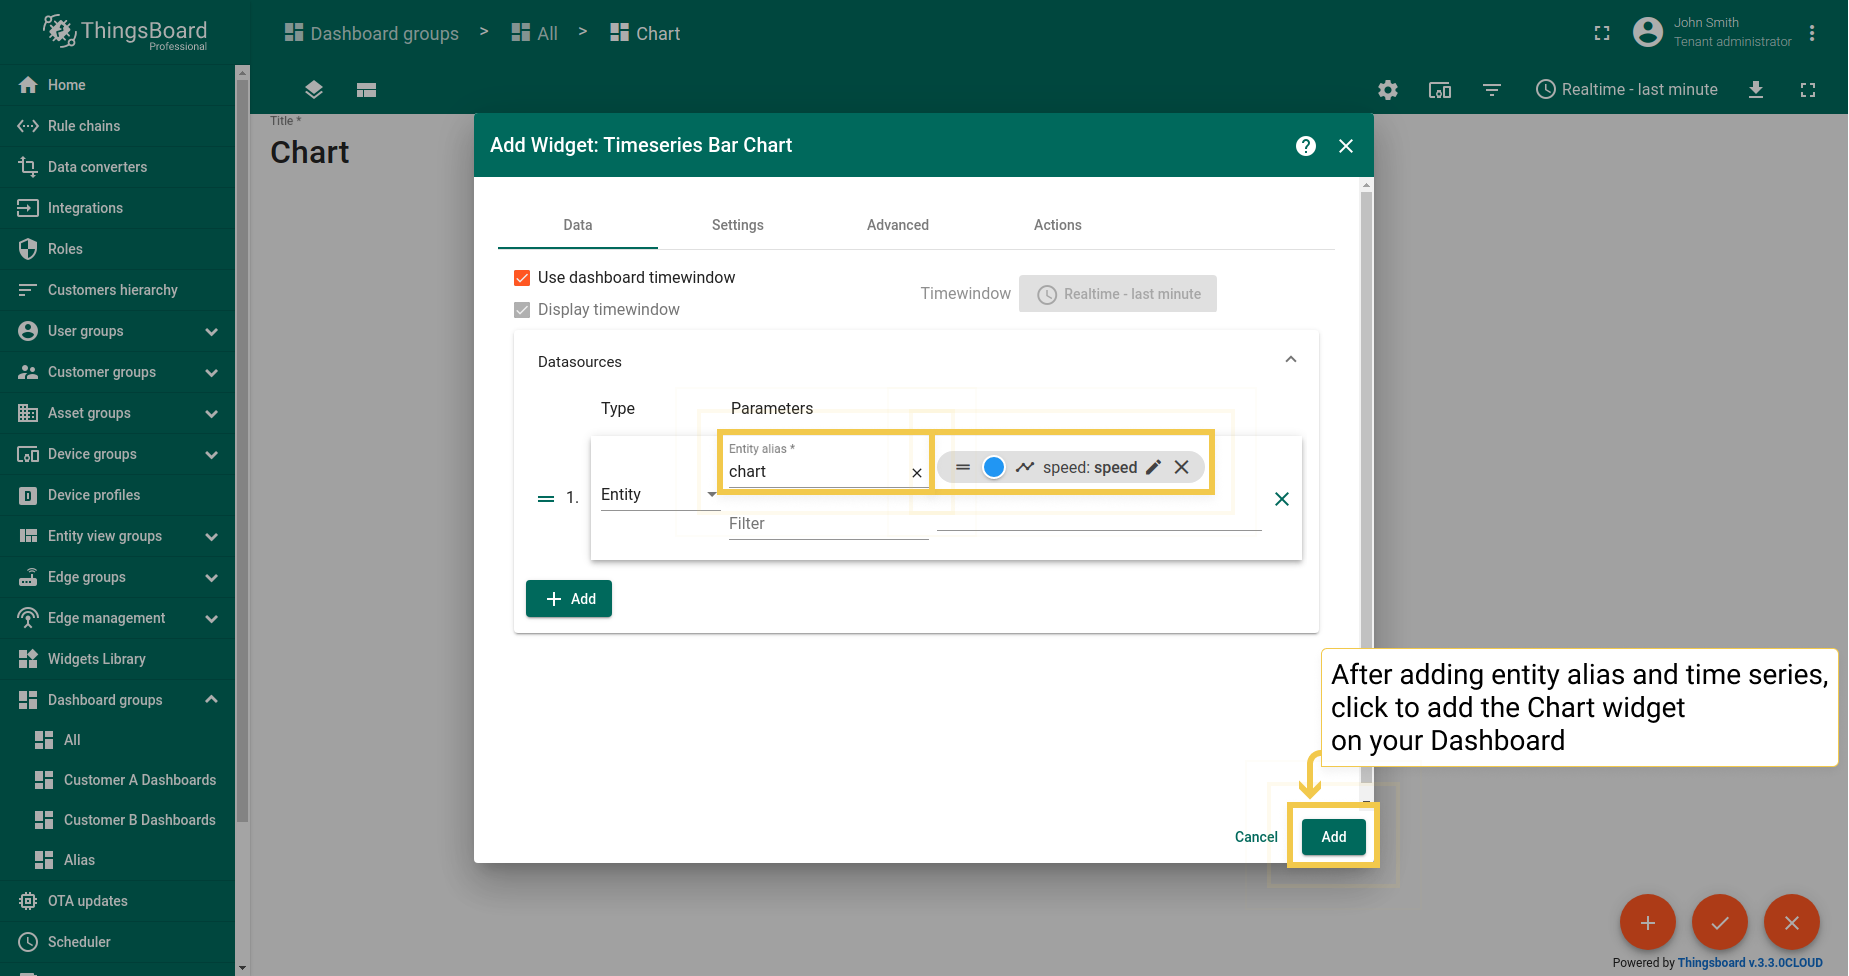 ThingsBoard
Professional
Dashboard groups > All > Chart
John Smith
Tenant administrator
Realtime - last minute
Home
Rule chains
Data converters
Integrations
Roles
Customers hierarchy
User groups
Customer groups
Asset groups
Device groups
Device profiles
Entity view groups
Edge groups
Edge management
Widgets Library
Dashboard groups
All
Customer A Dashboards
Customer B Dashboards
Alias
OTA updates
Scheduler
Title *
Chart
Add Widget: Timeseries Bar Chart
Data Settings Advanced Actions
Use dashboard timewindow
Display timewindow
Timewindow Realtime - last minute
Datasources
Type Parameters
Entity alias *
chart
speed: speed
1. Entity
Filter
Add
After adding entity alias and time series,
click to add the Chart widget
on your Dashboard
Cancel Add
Powered by Thingsboard v.3.3.0CLOUD